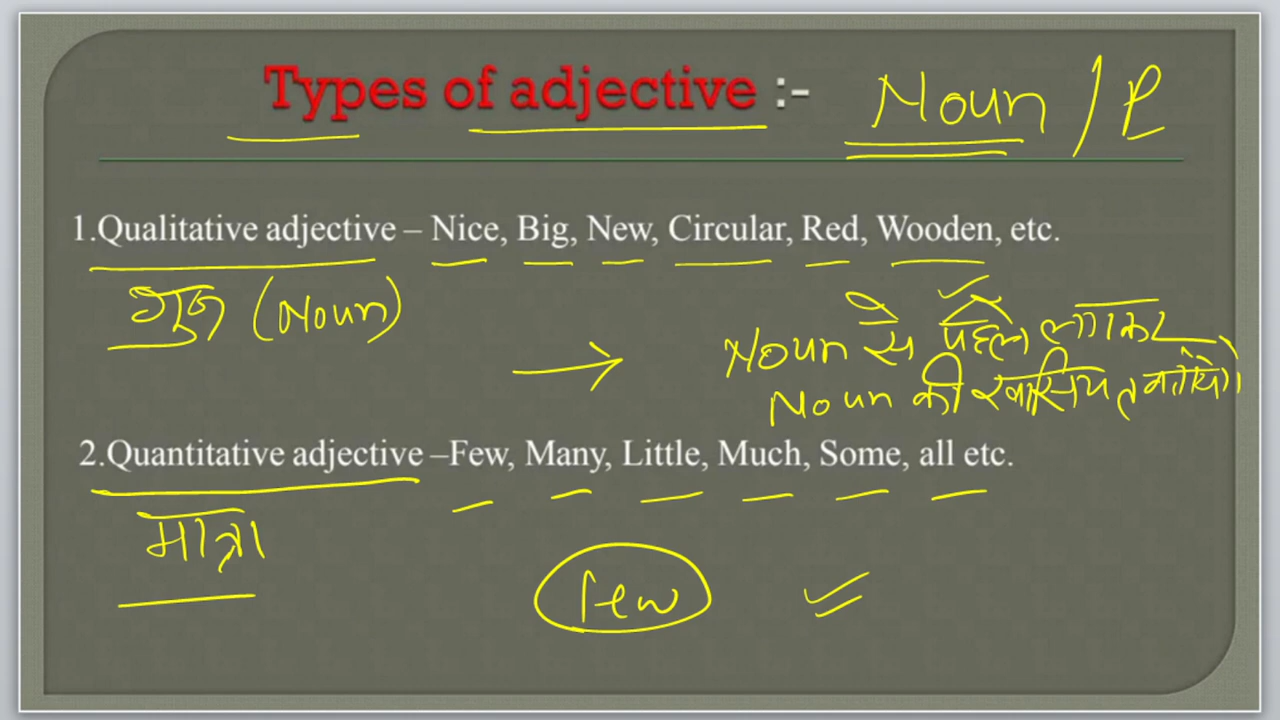 Types of adjective :- Noun / P
1.Qualitative adjective – Nice, Big, New, Circular, Red, Wooden, etc.
गुण (Noun)
→ Noun से पहले लाकर
Noun की खासियत बतायेंगे
2.Quantitative adjective –Few, Many, Little, Much, Some, all etc.
मात्रा
few